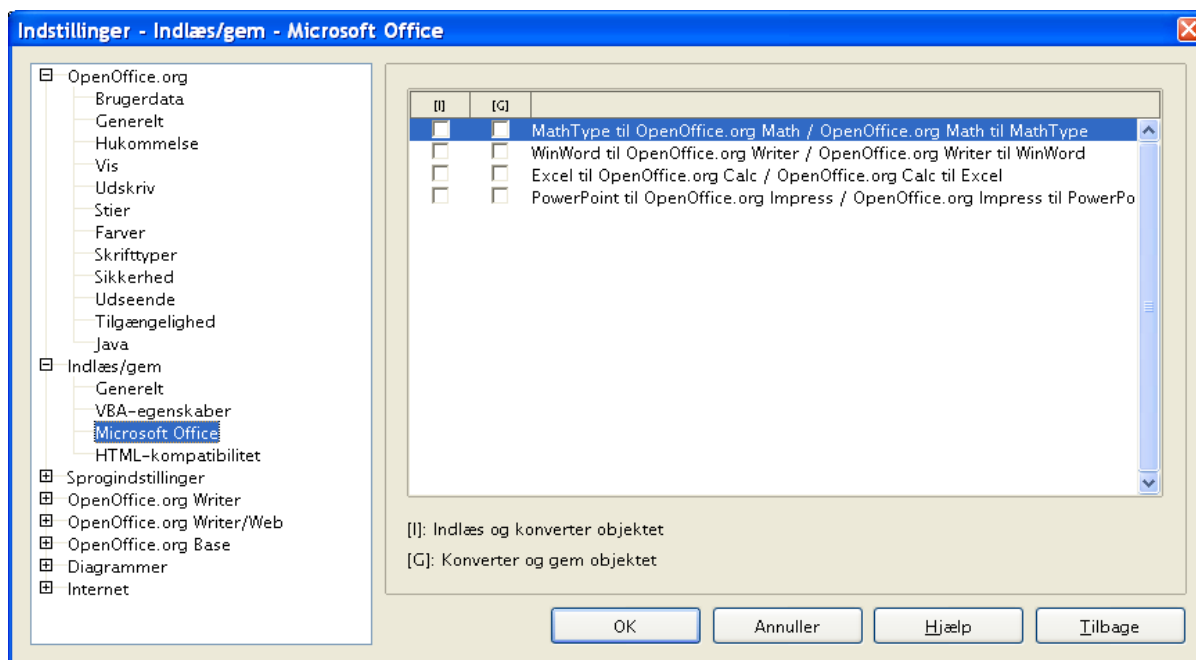 Indstillinger - Indlæs/gem - Microsoft Office
OpenOffice.org
Brugerdata
Generelt
Hukommelse
Vis
Udskriv
Stier
Farver
Skrifttyper
Sikkerhed
Udseende
Tilgængelighed
Java
Indlæs/gem
Generelt
VBA-egenskaber
Microsoft Office
HTML-kompatibilitet
Sprogindstillinger
OpenOffice.org Writer
OpenOffice.org Writer/Web
OpenOffice.org Base
Diagrammer
Internet
[I] [G]
MathType til OpenOffice.org Math / OpenOffice.org Math til MathType
WinWord til OpenOffice.org Writer / OpenOffice.org Writer til WinWord
Excel til OpenOffice.org Calc / OpenOffice.org Calc til Excel
PowerPoint til OpenOffice.org Impress / OpenOffice.org Impress til PowerPo
[I]: Indlæs og konverter objektet
[G]: Konverter og gem objektet
OK Annuller Hjælp Tilbage